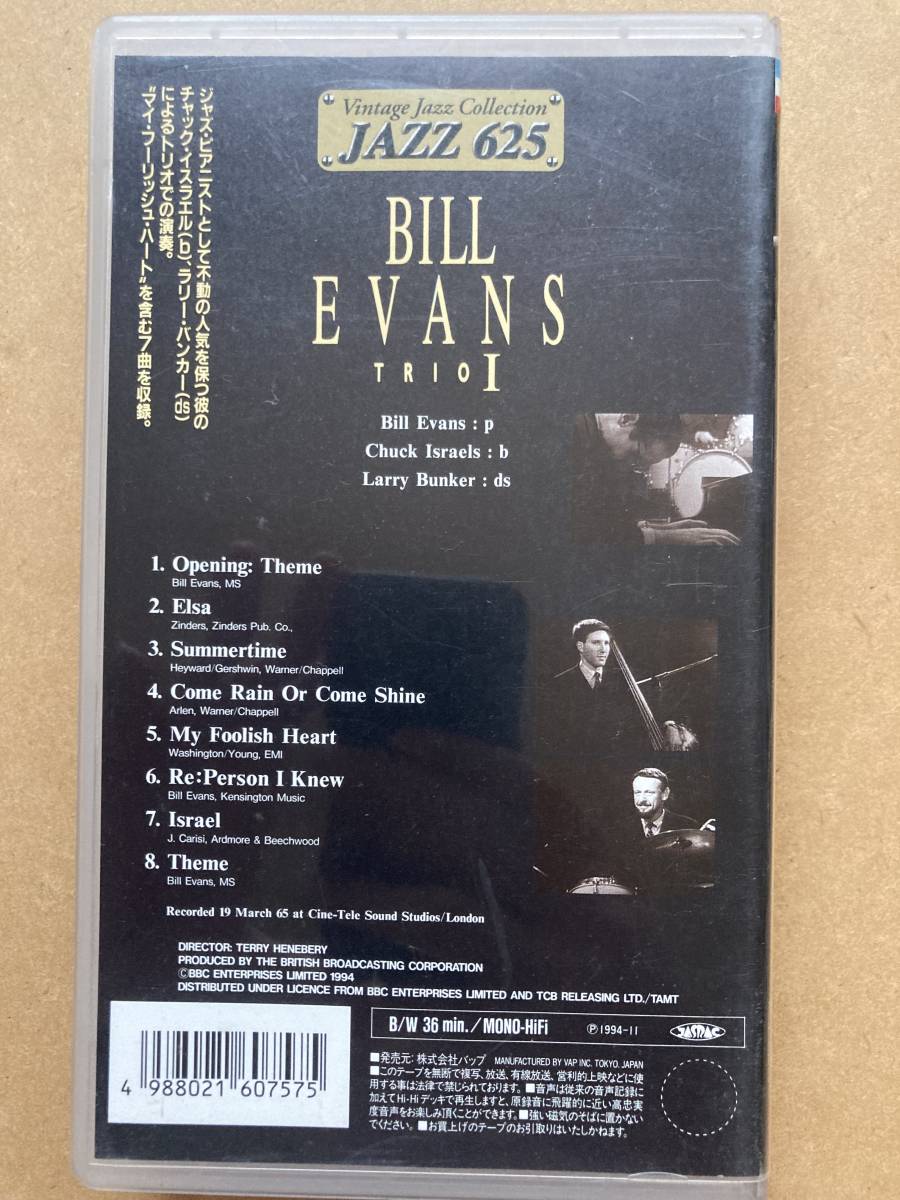 Vintage Jazz Collection
JAZZ 625
BILL
EVANS
TRIO I
ジャズ・ピアニストとして不動の人気を保つ彼の
チャック・イスラエル(b)、ラリー・バンカー(ds)
によるトリオでの演奏。
"マイ・フーリッシュ・ハート"を含む7曲を収録。
Bill Evans : p
Chuck Israels : b
Larry Bunker : ds
1. Opening: Theme
Bill Evans, MS
2. Elsa
Zinders, Zinders Pub. Co.,
3. Summertime
Heyward/Gershwin, Warner/Chappell
4. Come Rain Or Come Shine
Arlen, Warner/Chappell
5. My Foolish Heart
Washington/Young, EMI
6. Re:Person I Knew
Bill Evans, Kensington Music
7. Israel
J. Carisi, Ardmore & Beechwood
8. Theme
Bill Evans, MS
Recorded 19 March 65 at Cine-Tele Sound Studios/London
DIRECTOR: TERRY HENEBERY
PRODUCED BY THE BRITISH BROADCASTING CORPORATION
©BBC ENTERPRISES LIMITED 1994
DISTRIBUTED UNDER LICENCE FROM BBC ENTERPRISES LIMITED AND TCB RELEASING LTD./TAMT
4 988021 607575
B/W 36 min./MONO-HiFi ℗1994-11 JASRAC
■発売元: 株式会社バップ MANUFACTURED BY VAP INC. TOKYO. JAPAN
■このテープを無断で複写、放送、有線放送、営利的上映などに使
用する事は法律で禁じられております。■音声は従来の音声記録に
加えてHi-Hiデッキで再生しますと、原録音に飛躍的に近い高忠実
度音声をお楽しみ頂くことができます。■強い磁気のそばに置かない
でください。■お買上げのテープのお引取りはいたしかねます。